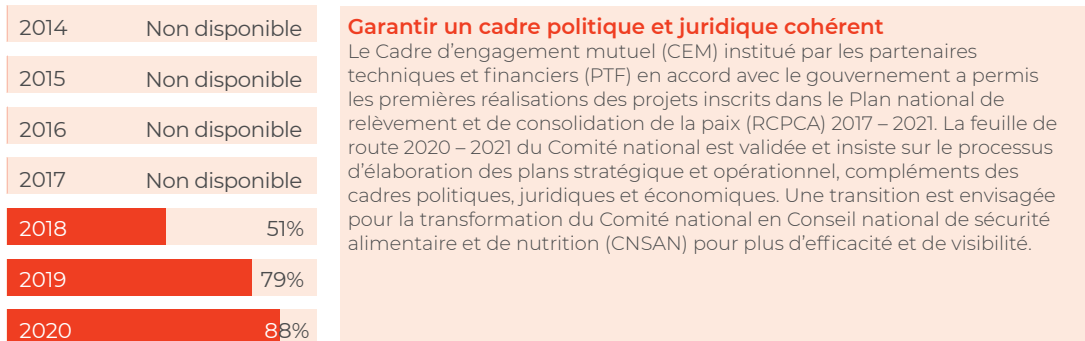 2014 Non disponible
2015 Non disponible
2016 Non disponible
2017 Non disponible
2018 51%
2019 79%
2020 88%
Garantir un cadre politique et juridique cohérent
Le Cadre d’engagement mutuel (CEM) institué par les partenaires
techniques et financiers (PTF) en accord avec le gouvernement a permis
les premières réalisations des projets inscrits dans le Plan national de
relèvement et de consolidation de la paix (RCPCA) 2017 – 2021. La feuille de
route 2020 – 2021 du Comité national est validée et insiste sur le processus
d’élaboration des plans stratégique et opérationnel, compléments des
cadres politiques, juridiques et économiques. Une transition est envisagée
pour la transformation du Comité national en Conseil national de sécurité
alimentaire et de nutrition (CNSAN) pour plus d’efficacité et de visibilité.